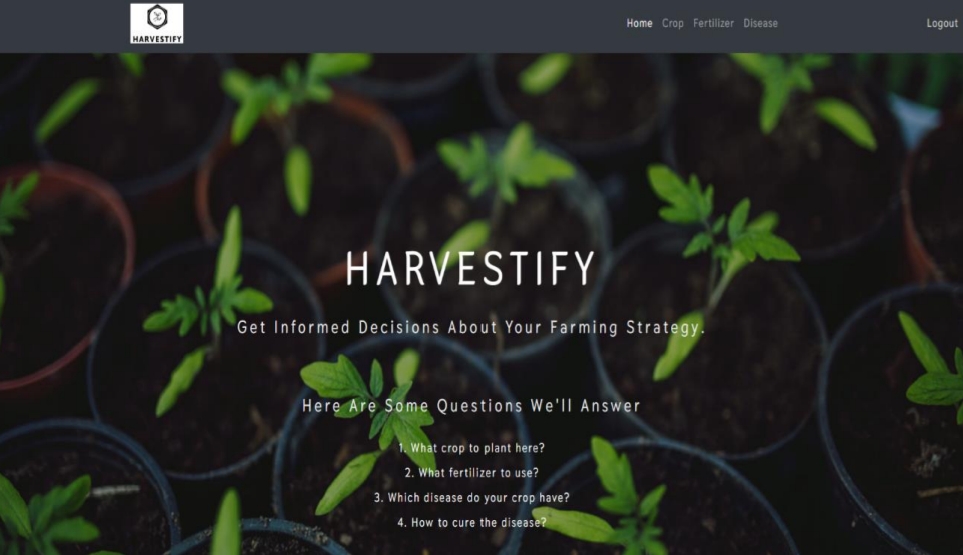 HARVESTIFY
Home Crop Fertilizer Disease
Logout
HARVESTIFY
Get Informed Decisions About Your Farming Strategy.
Here Are Some Questions We'll Answer
1. What crop to plant here?
2. What fertilizer to use?
3. Which disease do your crop have?
4. How to cure the disease?